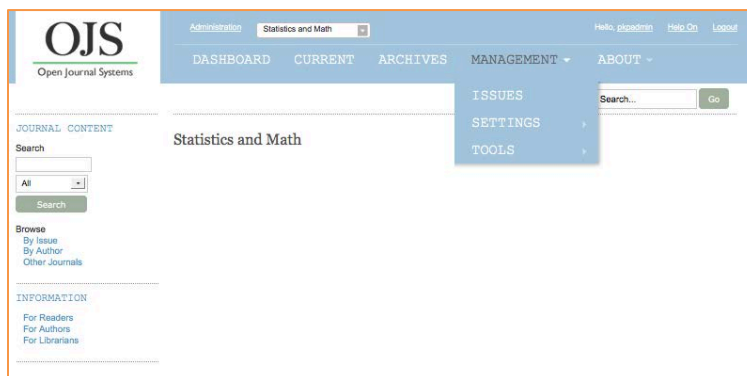 OJS
Open Journal Systems
Administration
Statistics and Math
Hello, pkpadmin Help On Logout
DASHBOARD CURRENT ARCHIVES MANAGEMENT ABOUT
ISSUES
SETTINGS
TOOLS
Search... Go
JOURNAL CONTENT
Search
All
Search
Browse
By Issue
By Author
Other Journals
INFORMATION
For Readers
For Authors
For Librarians
Statistics and Math